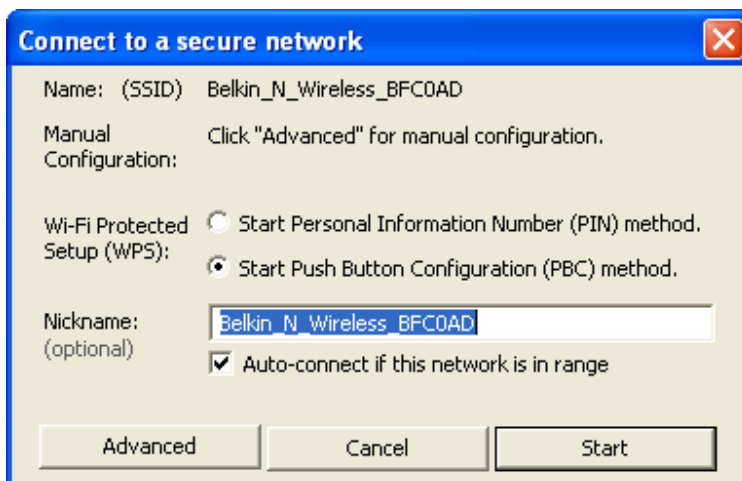 Connect to a secure network
Name: (SSID) Belkin_N_Wireless_BFC0AD
Manual Configuration: Click "Advanced" for manual configuration.
Wi-Fi Protected Setup (WPS):
Start Personal Information Number (PIN) method.
Start Push Button Configuration (PBC) method.
Nickname: (optional)
Belkin_N_Wireless_BFC0AD
Auto-connect if this network is in range
Advanced Cancel Start